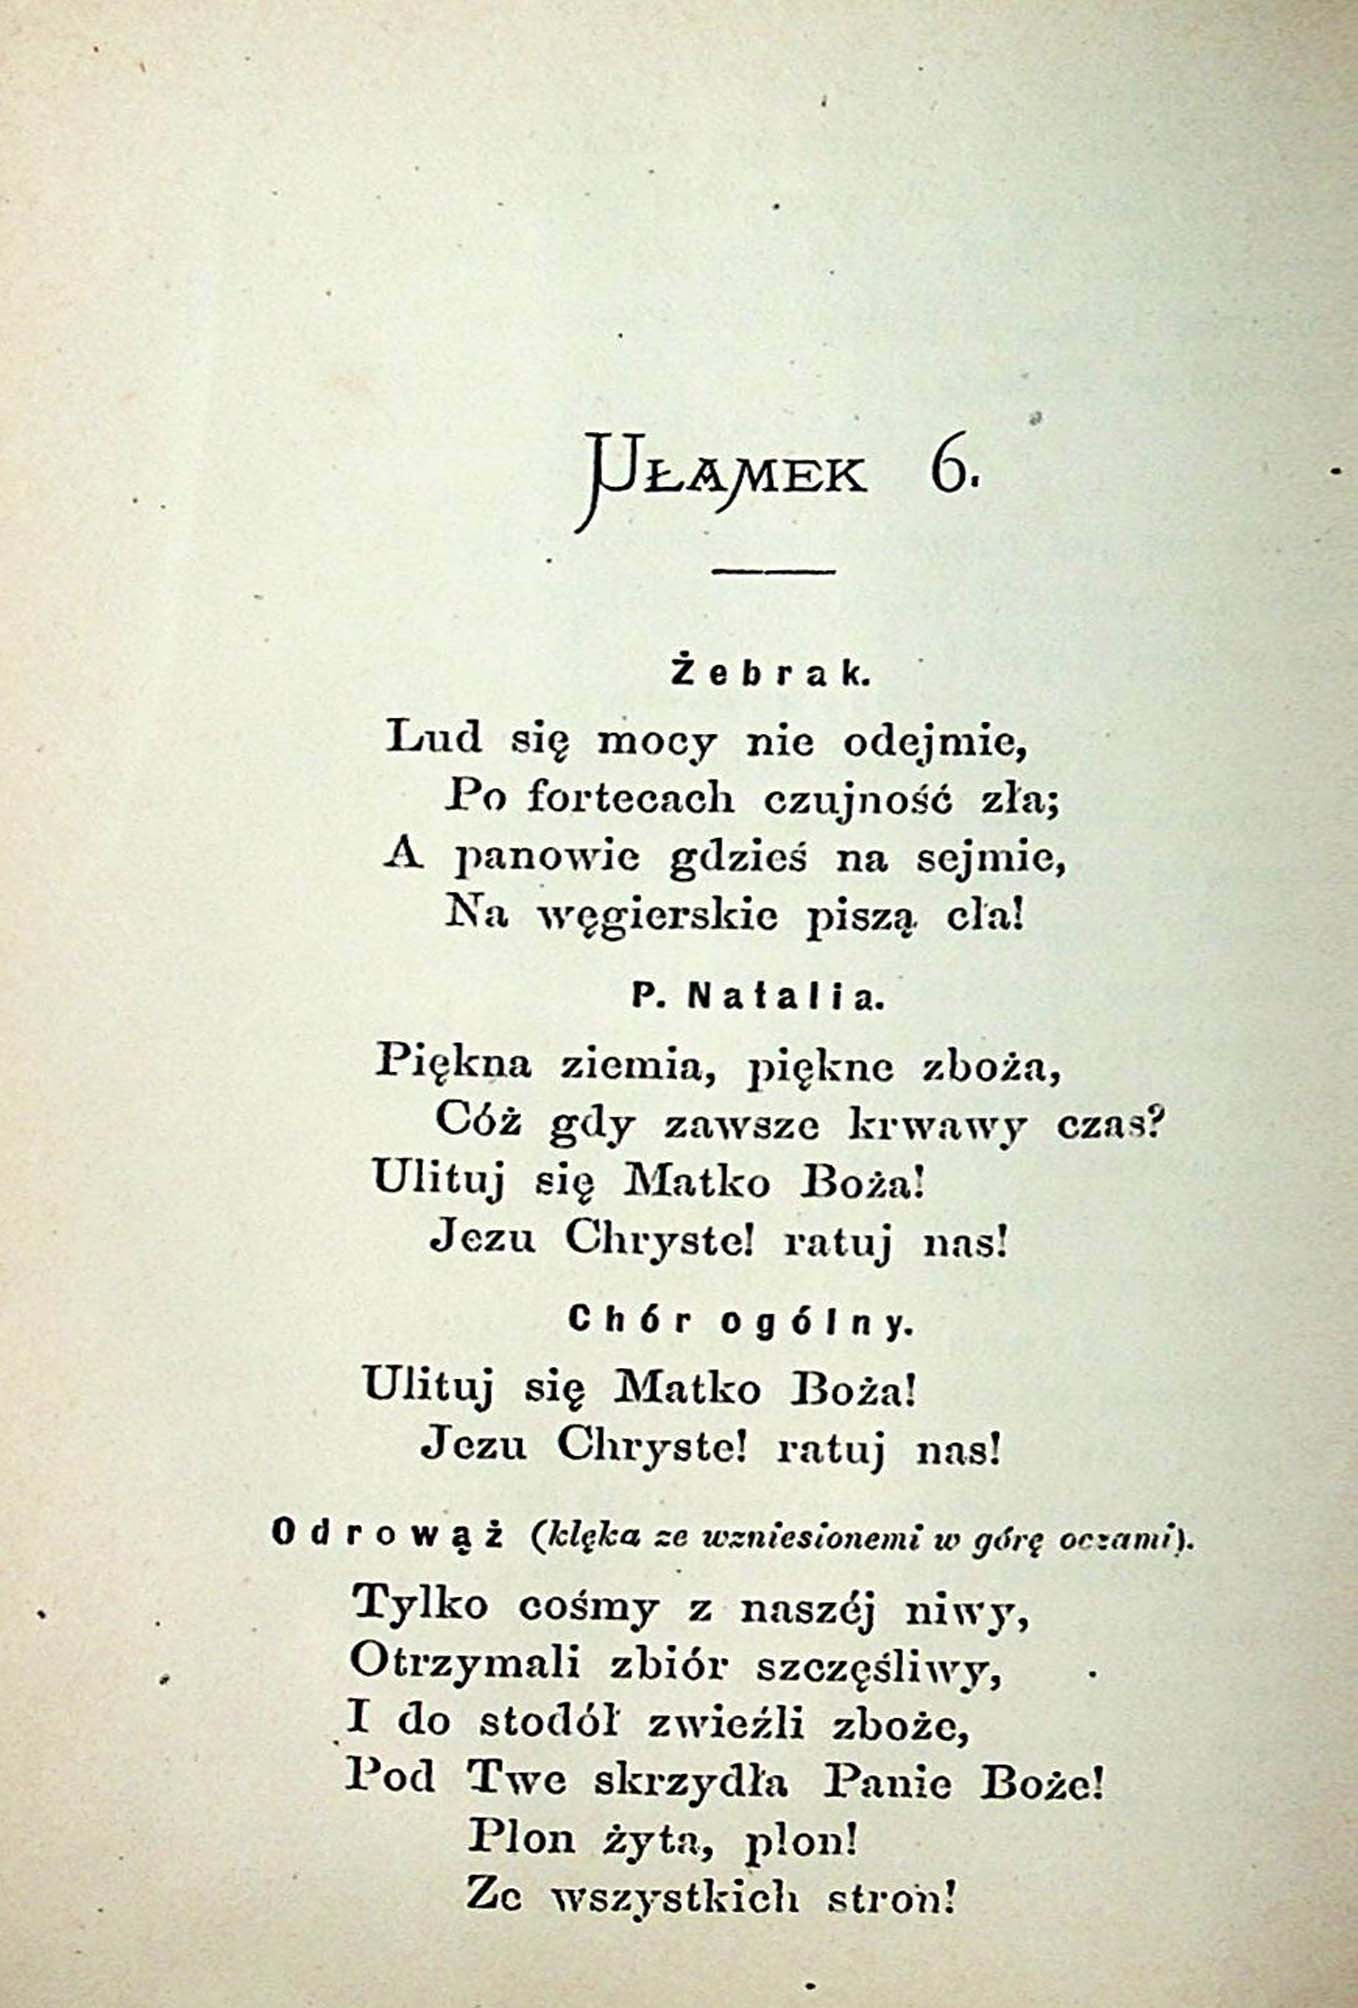 Ułamek 6.
Żebrak.
Lud się mocy nie odejmie,
Po fortecach czujność zła;
A panowie gdzieś na sejmie,
Na węgierskie piszą cła!
P. Natalia.
Piękna ziemia, piękne zboża,
Cóż gdy zawsze krwawy czas?
Ulituj się Matko Boża!
Jezu Chryste! ratuj nas!
Chór ogólny.
Ulituj się Matko Boża!
Jezu Chryste! ratuj nas!
Odrowąż (klęka ze wzniesionemi w górę oczami).
Tylko cośmy z naszéj niwy,
Otrzymali zbiór szczęśliwy,
I do stodół zwieźli zboże,
Pod Twe skrzydła Panie Boże!
Plon żyta, plon!
Ze wszystkich stron!